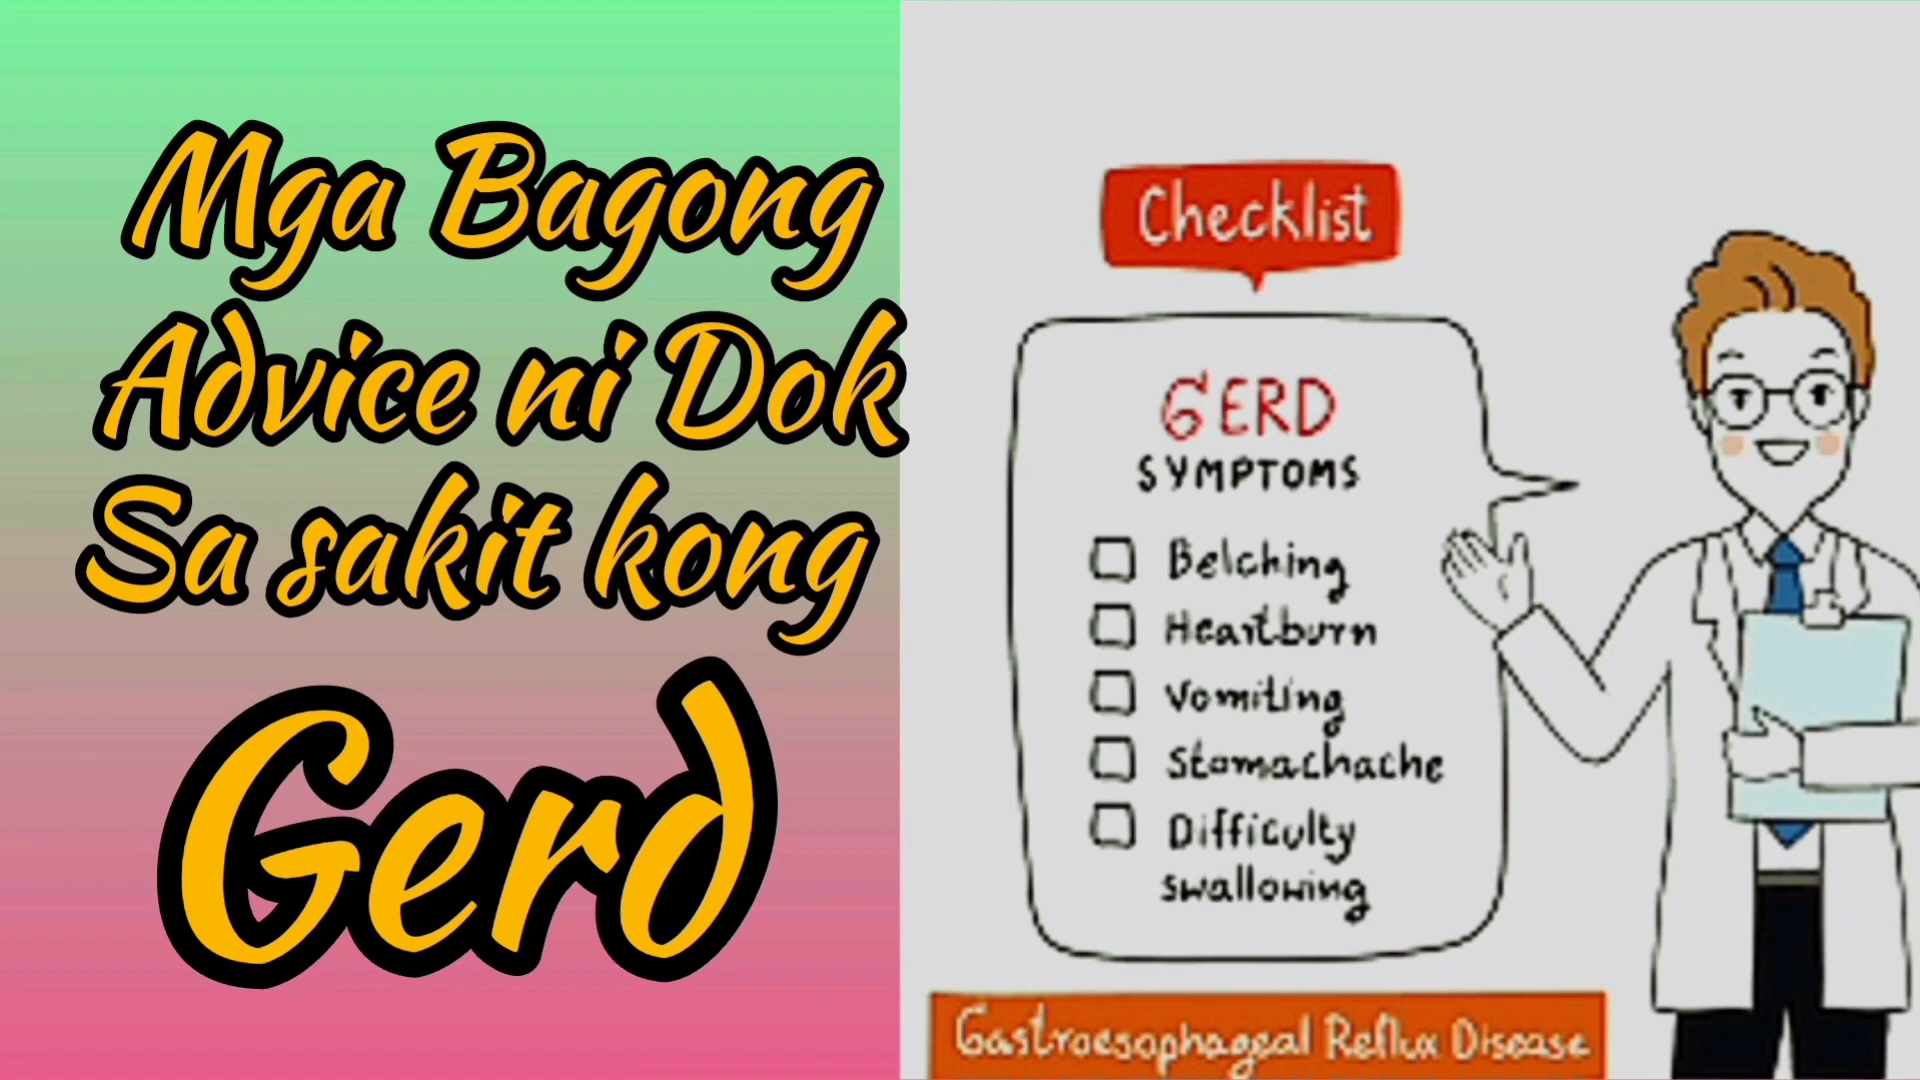 Mga Bagong
Advice ni Dok
Sa sakit kong
Gerd
Checklist
GERD
SYMPTOMS
Belching
Heartburn
Vomiting
Stomachache
Difficulty
swallowing
Gastroesophageal Reflux Disease